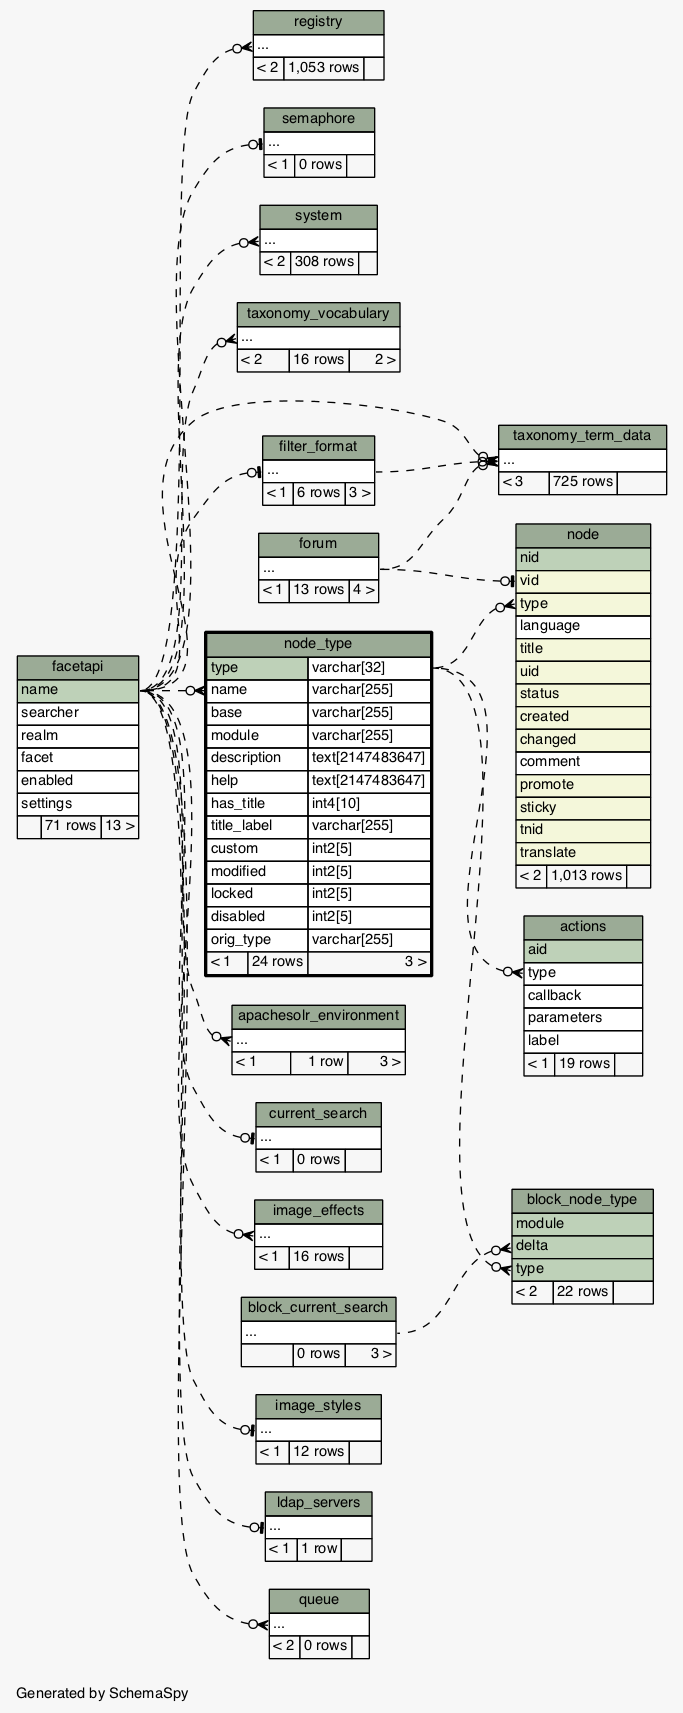 registry
...
< 2 1,053 rows
semaphore
...
< 1 0 rows
system
...
< 2 308 rows
taxonomy_vocabulary
...
< 2 16 rows 2 >
taxonomy_term_data
...
< 3 725 rows
filter_format
...
< 1 6 rows 3 >
forum
...
< 1 13 rows 4 >
node
nid
vid
type
language
title
uid
status
created
changed
comment
promote
sticky
tnid
translate
< 2 1,013 rows
facetapi
name
searcher
realm
facet
enabled
settings
71 rows 13 >
node_type
type varchar[32]
name varchar[255]
base varchar[255]
module varchar[255]
description text[2147483647]
help text[2147483647]
has_title int4[10]
title_label varchar[255]
custom int2[5]
modified int2[5]
locked int2[5]
disabled int2[5]
orig_type varchar[255]
< 1 24 rows 3 >
actions
aid
type
callback
parameters
label
< 1 19 rows
apachesolr_environment
...
< 1 1 row 3 >
current_search
...
< 1 0 rows
image_effects
...
< 1 16 rows
block_node_type
module
delta
type
< 2 22 rows
block_current_search
...
0 rows 3 >
image_styles
...
< 1 12 rows
ldap_servers
...
< 1 1 row
queue
...
< 2 0 rows
Generated by SchemaSpy